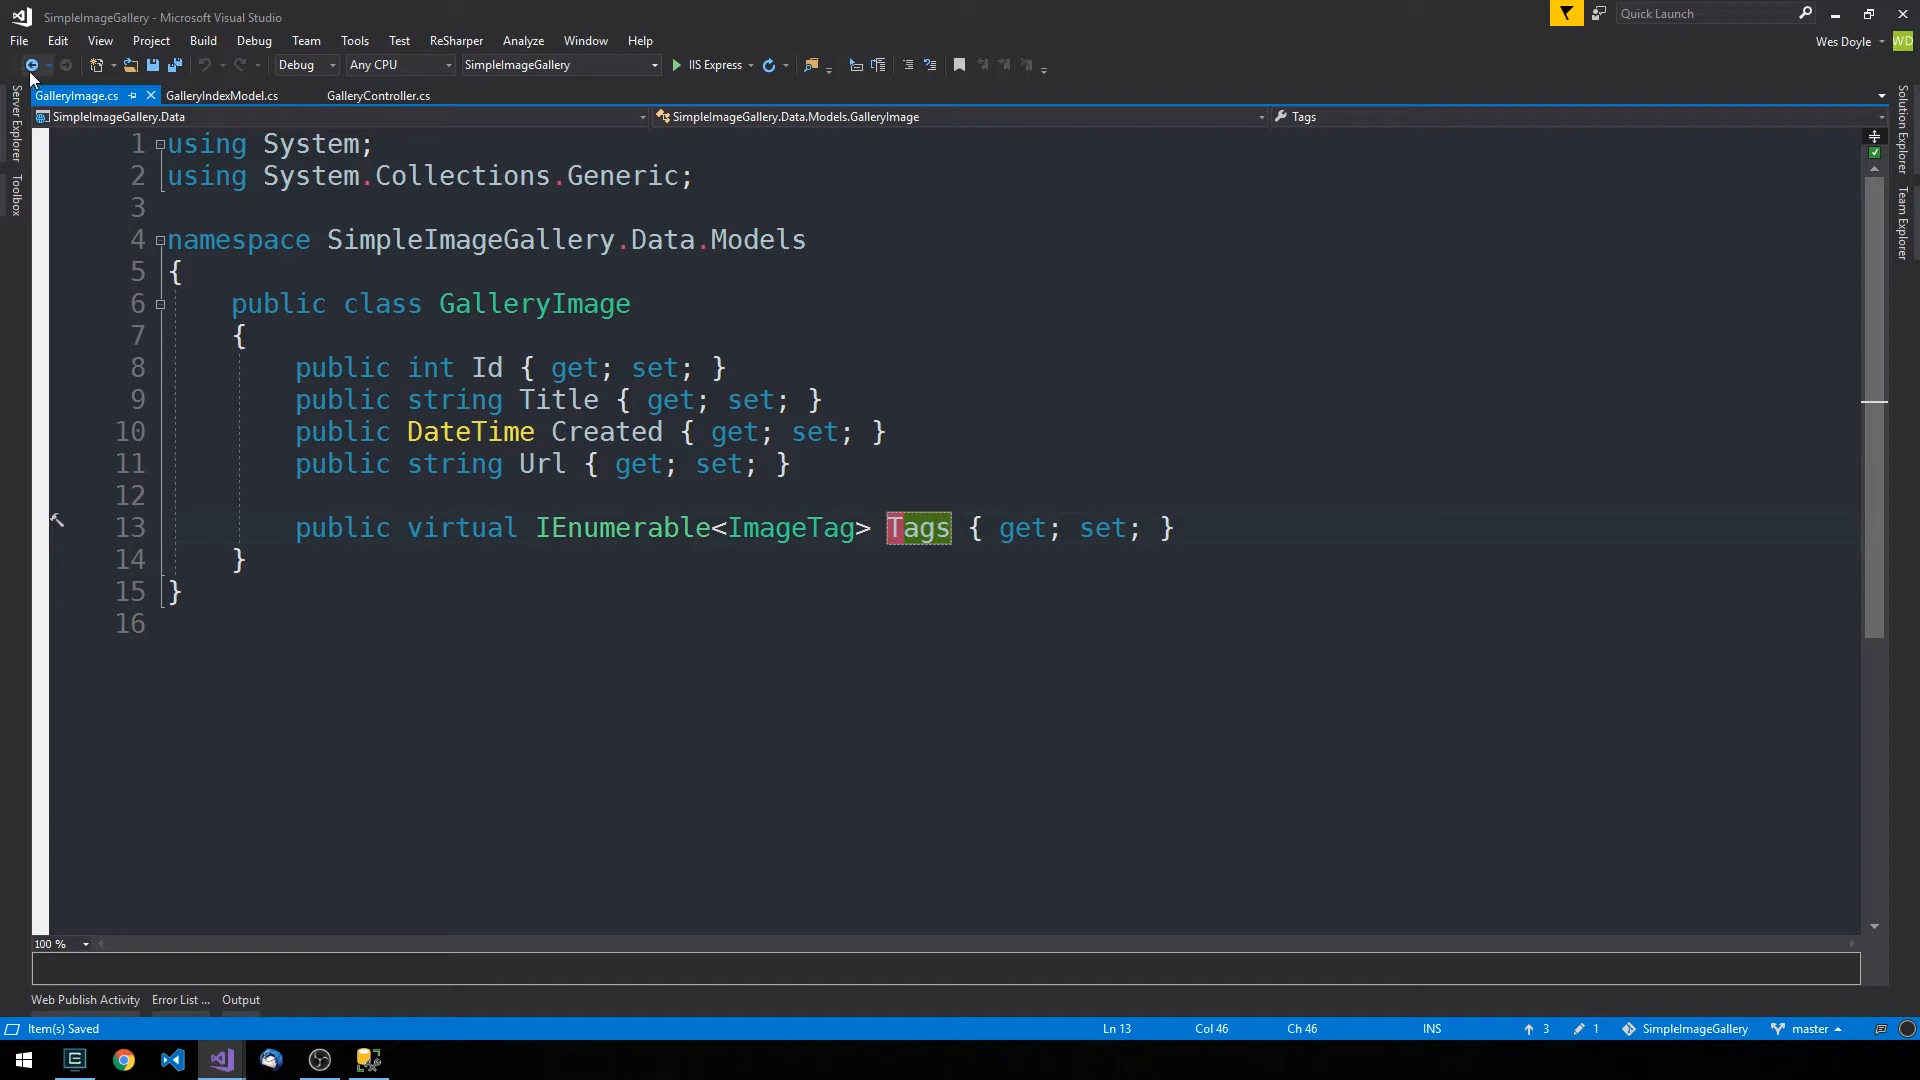 SimpleImageGallery - Microsoft Visual Studio
Quick Launch
File Edit View Project Build Debug Team Tools Test ReSharper Analyze Window Help
Wes Doyle WD
Debug Any CPU SimpleImageGallery IIS Express
GalleryImage.cs GalleryIndexModel.cs GalleryController.cs
SimpleImageGallery.Data SimpleImageGallery.Data.Models.GalleryImage Tags
Server Explorer
Toolbox
Solution Explorer
Team Explorer
1 using System;
2 using System.Collections.Generic;
3
4 namespace SimpleImageGallery.Data.Models
5 {
6 public class GalleryImage
7 {
8 public int Id { get; set; }
9 public string Title { get; set; }
10 public DateTime Created { get; set; }
11 public string Url { get; set; }
12
13 public virtual IEnumerable<ImageTag> Tags { get; set; }
14 }
15 }
16
100 %
Web Publish Activity Error List ... Output
Item(s) Saved Ln 13 Col 46 Ch 46 INS 3 1 SimpleImageGallery master